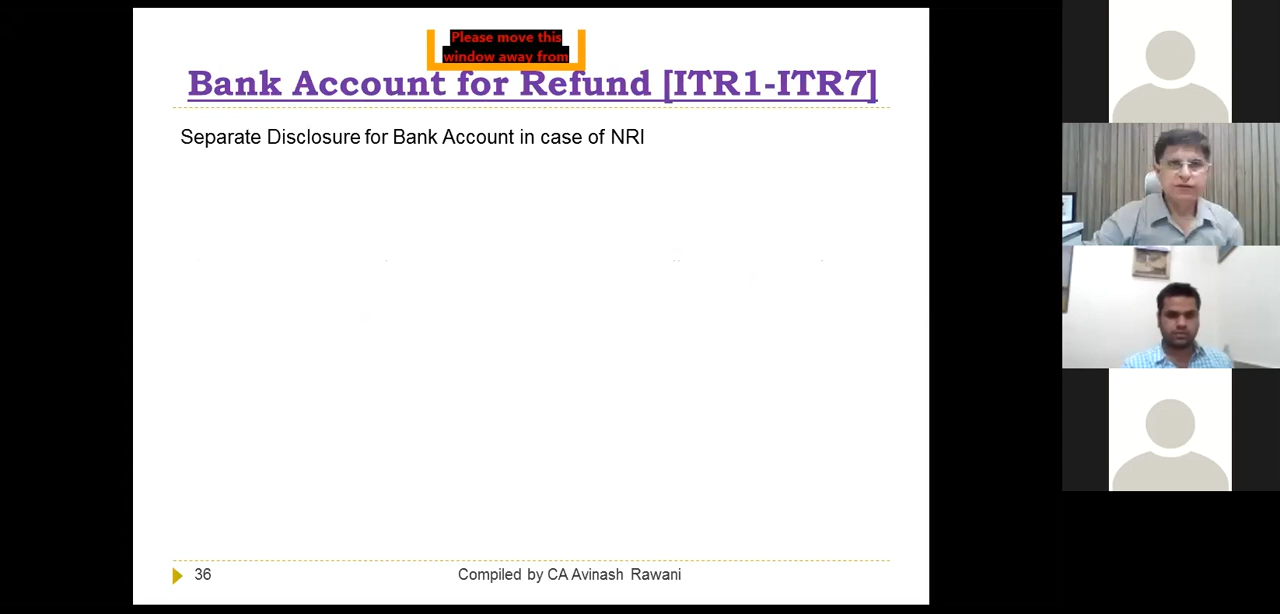 Please move this
window away from
Bank Account for Refund [ITR1-ITR7]
Separate Disclosure for Bank Account in case of NRI
36
Compiled by CA Avinash Rawani